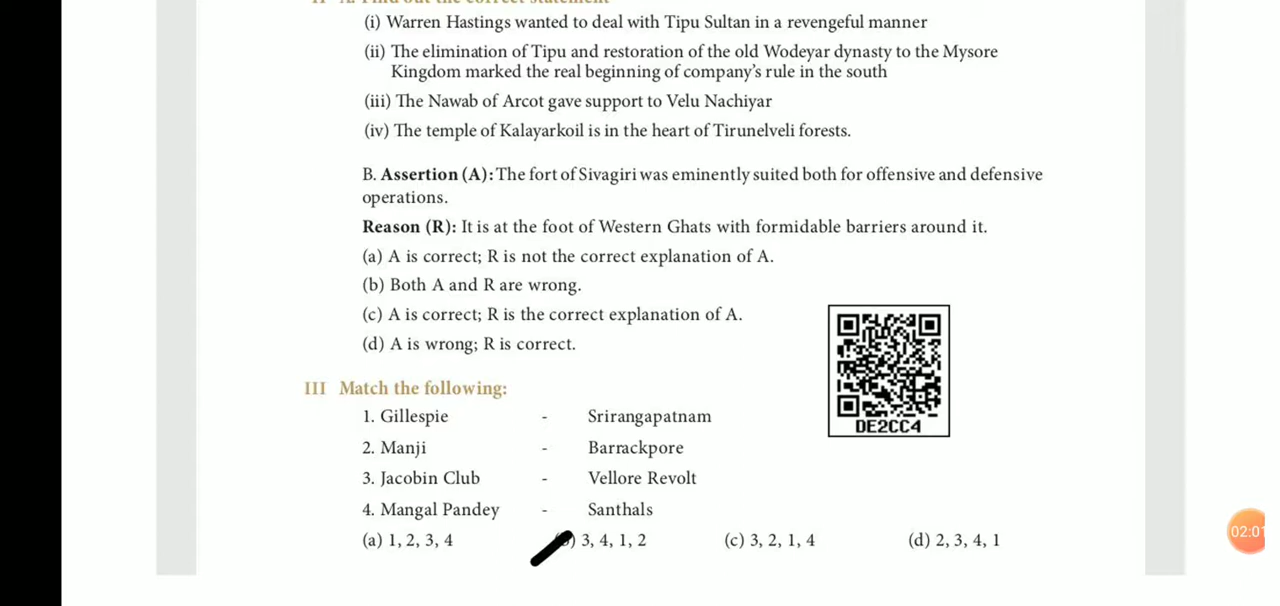 (i) Warren Hastings wanted to deal with Tipu Sultan in a revengeful manner
(ii) The elimination of Tipu and restoration of the old Wodeyar dynasty to the Mysore
Kingdom marked the real beginning of company's rule in the south
(iii) The Nawab of Arcot gave support to Velu Nachiyar
(iv) The temple of Kalayarkoil is in the heart of Tirunelveli forests.
B. Assertion (A): The fort of Sivagiri was eminently suited both for offensive and defensive
operations.
Reason (R): It is at the foot of Western Ghats with formidable barriers around it.
(a) A is correct; R is not the correct explanation of A.
(b) Both A and R are wrong.
(c) A is correct; R is the correct explanation of A.
(d) A is wrong; R is correct.
DE2CC4
III Match the following:
1. Gillespie - Srirangapatnam
2. Manji - Barrackpore
3. Jacobin Club - Vellore Revolt
4. Mangal Pandey - Santhals
(a) 1, 2, 3, 4 ) 3, 4, 1, 2 (c) 3, 2, 1, 4 (d) 2, 3, 4, 1
02:01